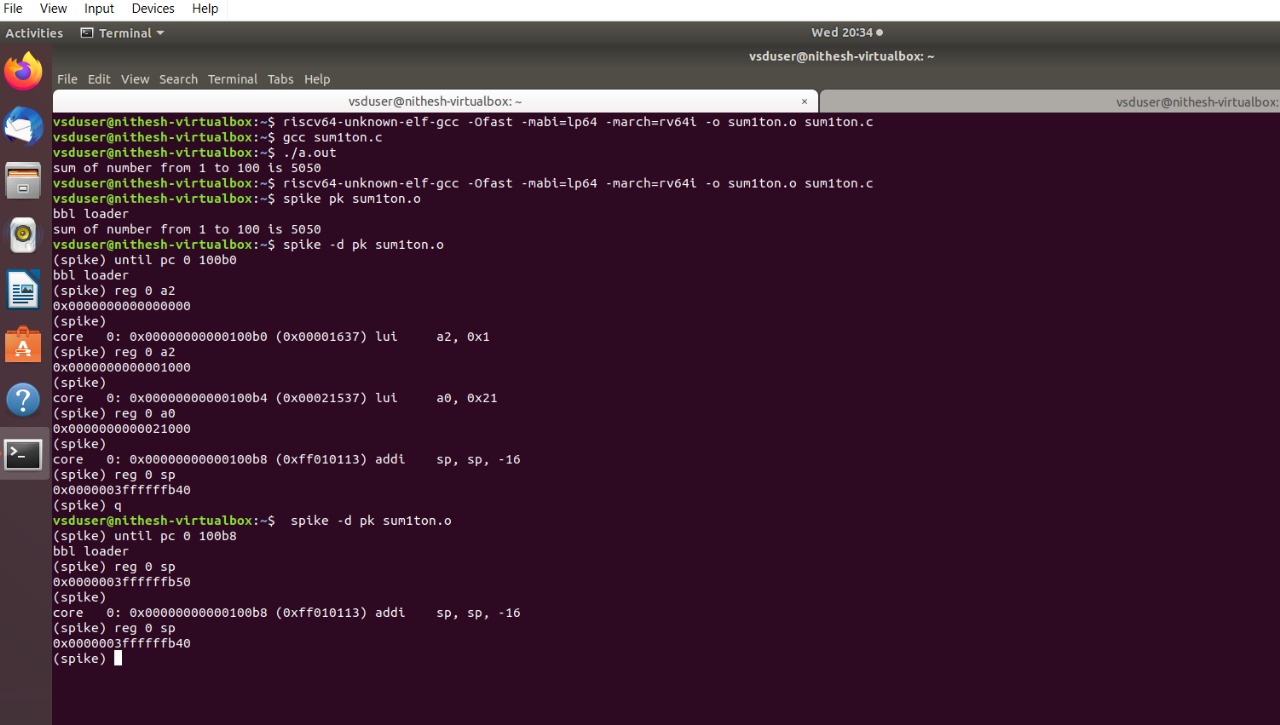 File View Input Devices Help
Activities Terminal Wed 20:34
vsduser@nithesh-virtualbox: ~
File Edit View Search Terminal Tabs Help
vsduser@nithesh-virtualbox: ~ × vsduser@nithesh-virtualbox:
vsduser@nithesh-virtualbox:~$ riscv64-unknown-elf-gcc -Ofast -mabi=lp64 -march=rv64i -o sum1ton.o sum1ton.c
vsduser@nithesh-virtualbox:~$ gcc sum1ton.c
vsduser@nithesh-virtualbox:~$ ./a.out
sum of number from 1 to 100 is 5050
vsduser@nithesh-virtualbox:~$ riscv64-unknown-elf-gcc -Ofast -mabi=lp64 -march=rv64i -o sum1ton.o sum1ton.c
vsduser@nithesh-virtualbox:~$ spike pk sum1ton.o
bbl loader
sum of number from 1 to 100 is 5050
vsduser@nithesh-virtualbox:~$ spike -d pk sum1ton.o
(spike) until pc 0 100b0
bbl loader
(spike) reg 0 a2
0x0000000000000000
(spike)
core   0: 0x00000000000100b0 (0x00001637) lui     a2, 0x1
(spike) reg 0 a2
0x0000000000001000
(spike)
core   0: 0x00000000000100b4 (0x00021537) lui     a0, 0x21
(spike) reg 0 a0
0x0000000000021000
(spike)
core   0: 0x00000000000100b8 (0xff010113) addi    sp, sp, -16
(spike) reg 0 sp
0x0000003ffffffb40
(spike) q
vsduser@nithesh-virtualbox:~$  spike -d pk sum1ton.o
(spike) until pc 0 100b8
bbl loader
(spike) reg 0 sp
0x0000003ffffffb50
(spike)
core   0: 0x00000000000100b8 (0xff010113) addi    sp, sp, -16
(spike) reg 0 sp
0x0000003ffffffb40
(spike)